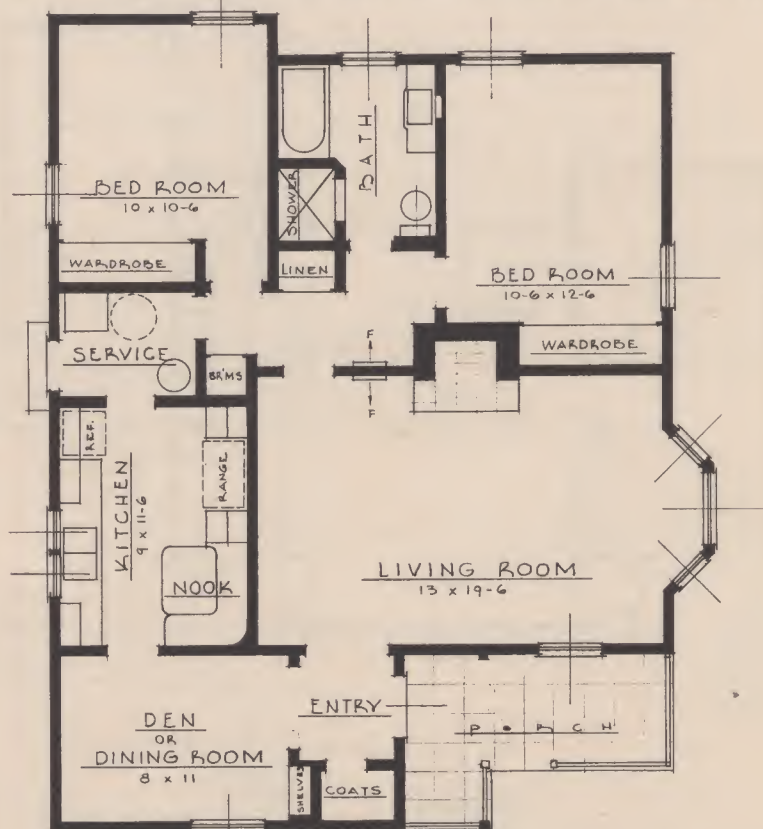 BED ROOM
10 x 10-6
WARDROBE
BATH
SHOWER
LINEN
BED ROOM
10-6 x 12-6
WARDROBE
SERVICE
BR'MS
F
F
REF.
KITCHEN
9 x 11-6
RANGE
NOOK
LIVING ROOM
13 x 19-6
DEN
OR
DINING ROOM
8 x 11
ENTRY
PORCH
SHELVES
COATS